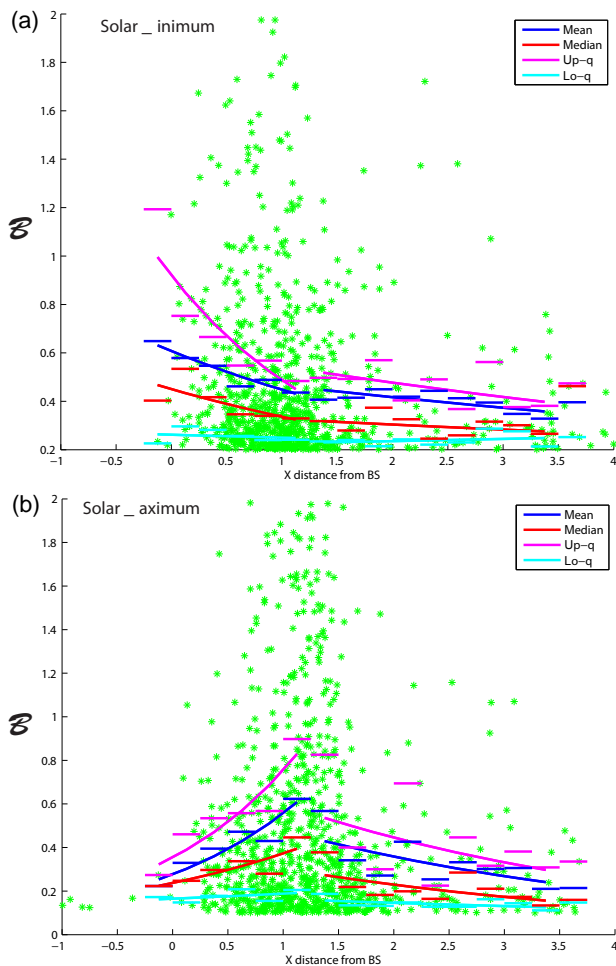 (a)
Solar _ inimum
2
1.8
1.6
1.4
1.2
1
0.8
0.6
0.4
0.2
ℬ
Mean
Median
Up−q
Lo−q
−1 −0.5 0 0.5 1 1.5 2 2.5 3 3.5 4
X distance from BS
(b)
Solar _ aximum
2
1.8
1.6
1.4
1.2
1
0.8
0.6
0.4
0.2
0
ℬ
Mean
Median
Up−q
Lo−q
−1 −0.5 0 0.5 1 1.5 2 2.5 3 3.5 4
X distance from BS